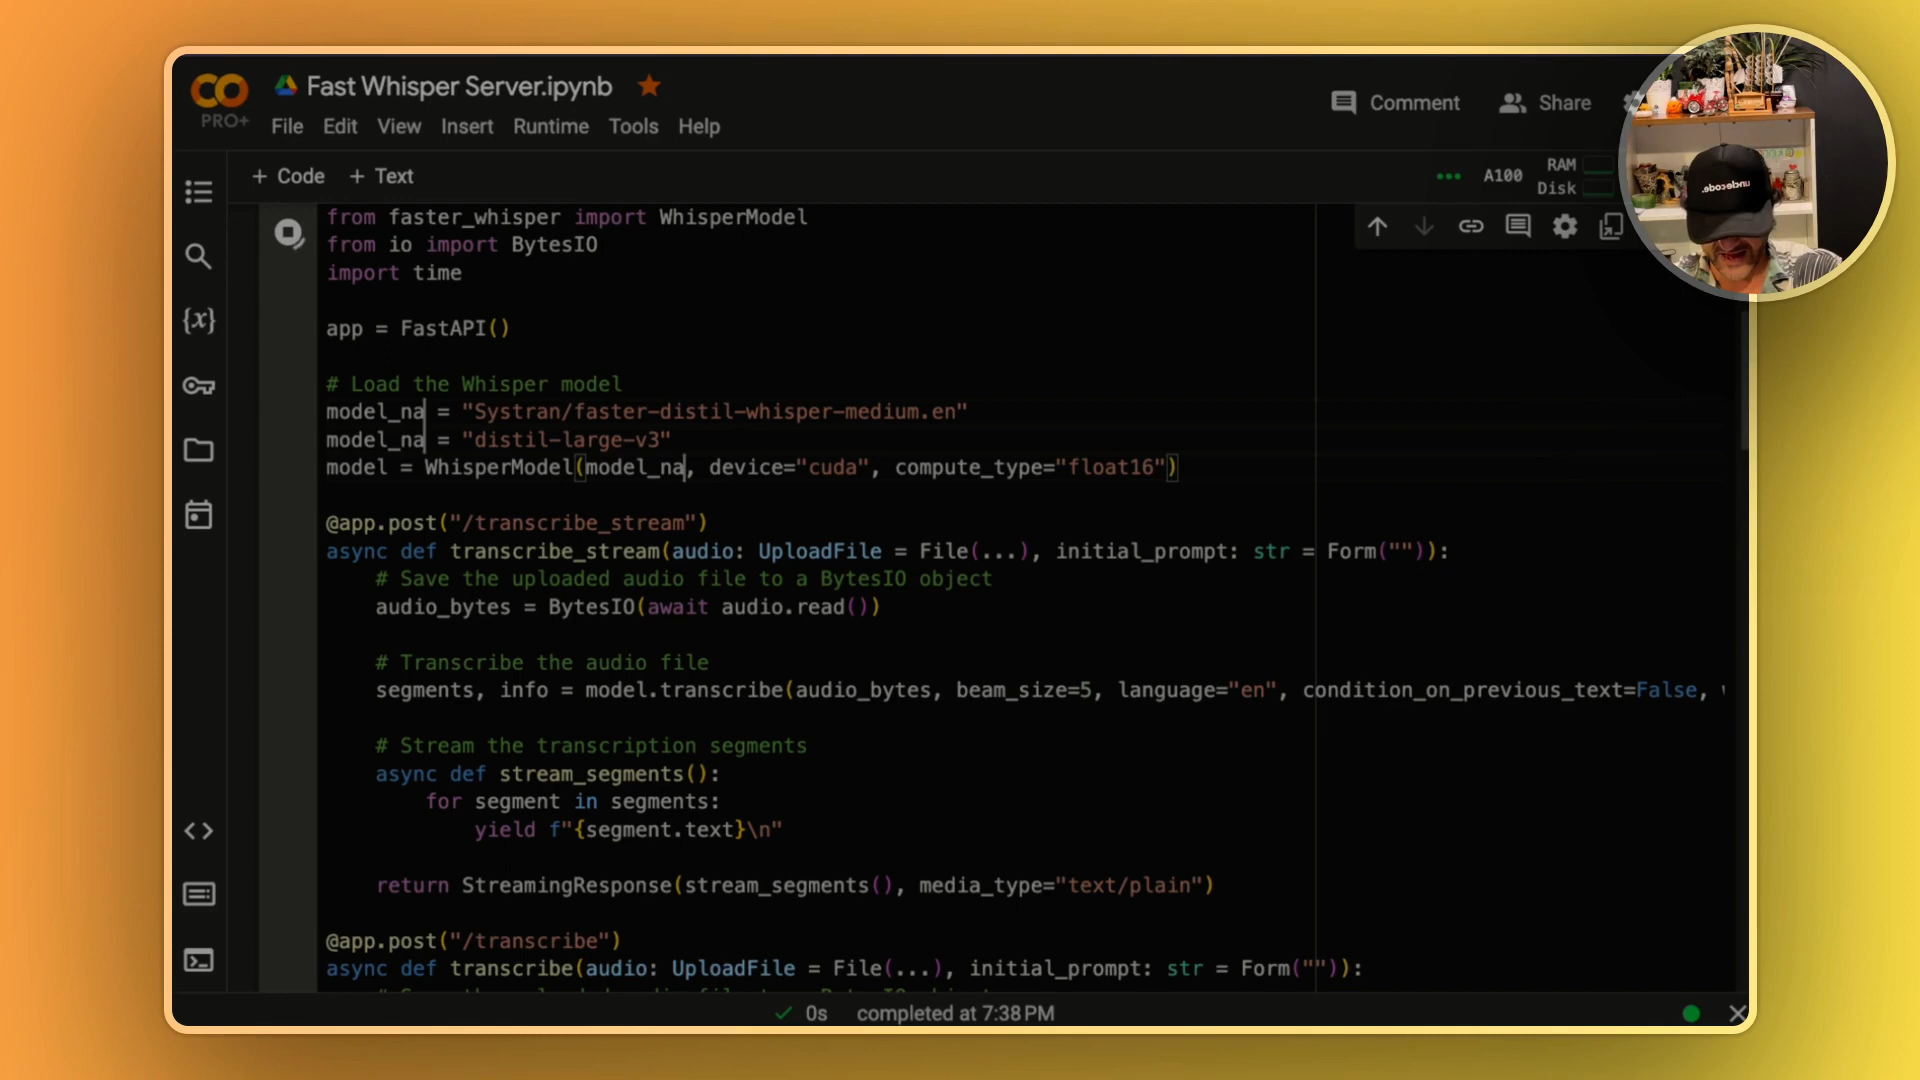 Fast Whisper Server.ipynb
PRO+
File Edit View Insert Runtime Tools Help
Comment Share
+ Code + Text
A100 RAM Disk
from faster_whisper import WhisperModel
from io import BytesIO
import time
app = FastAPI()
# Load the Whisper model
model_na = "Systran/faster-distil-whisper-medium.en"
model_na = "distil-large-v3"
model = WhisperModel(model_na, device="cuda", compute_type="float16")
@app.post("/transcribe_stream")
async def transcribe_stream(audio: UploadFile = File(...), initial_prompt: str = Form("")):
# Save the uploaded audio file to a BytesIO object
audio_bytes = BytesIO(await audio.read())
# Transcribe the audio file
segments, info = model.transcribe(audio_bytes, beam_size=5, language="en", condition_on_previous_text=False,
# Stream the transcription segments
async def stream_segments():
for segment in segments:
yield f"{segment.text}\n"
return StreamingResponse(stream_segments(), media_type="text/plain")
@app.post("/transcribe")
async def transcribe(audio: UploadFile = File(...), initial_prompt: str = Form("")):
0s completed at 7:38 PM
undecode.